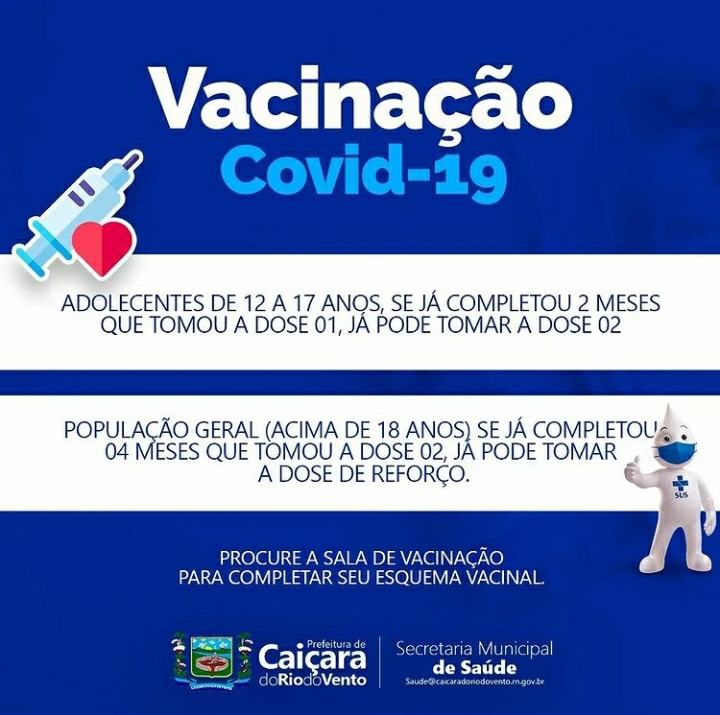 Vacinação
Covid-19
ADOLECENTES DE 12 A 17 ANOS, SE JÁ COMPLETOU 2 MESES
QUE TOMOU A DOSE 01, JÁ PODE TOMAR A DOSE 02
POPULAÇÃO GERAL (ACIMA DE 18 ANOS) SE JÁ COMPLETOU
04 MESES QUE TOMOU A DOSE 02, JÁ PODE TOMAR
A DOSE DE REFORÇO.
SUS
PROCURE A SALA DE VACINAÇÃO
PARA COMPLETAR SEU ESQUEMA VACINAL.
Prefeitura de
Caiçara
doRiodoVento
Secretaria Municipal
de Saúde
Saude@caicaradoriodovento.rn.gov.br